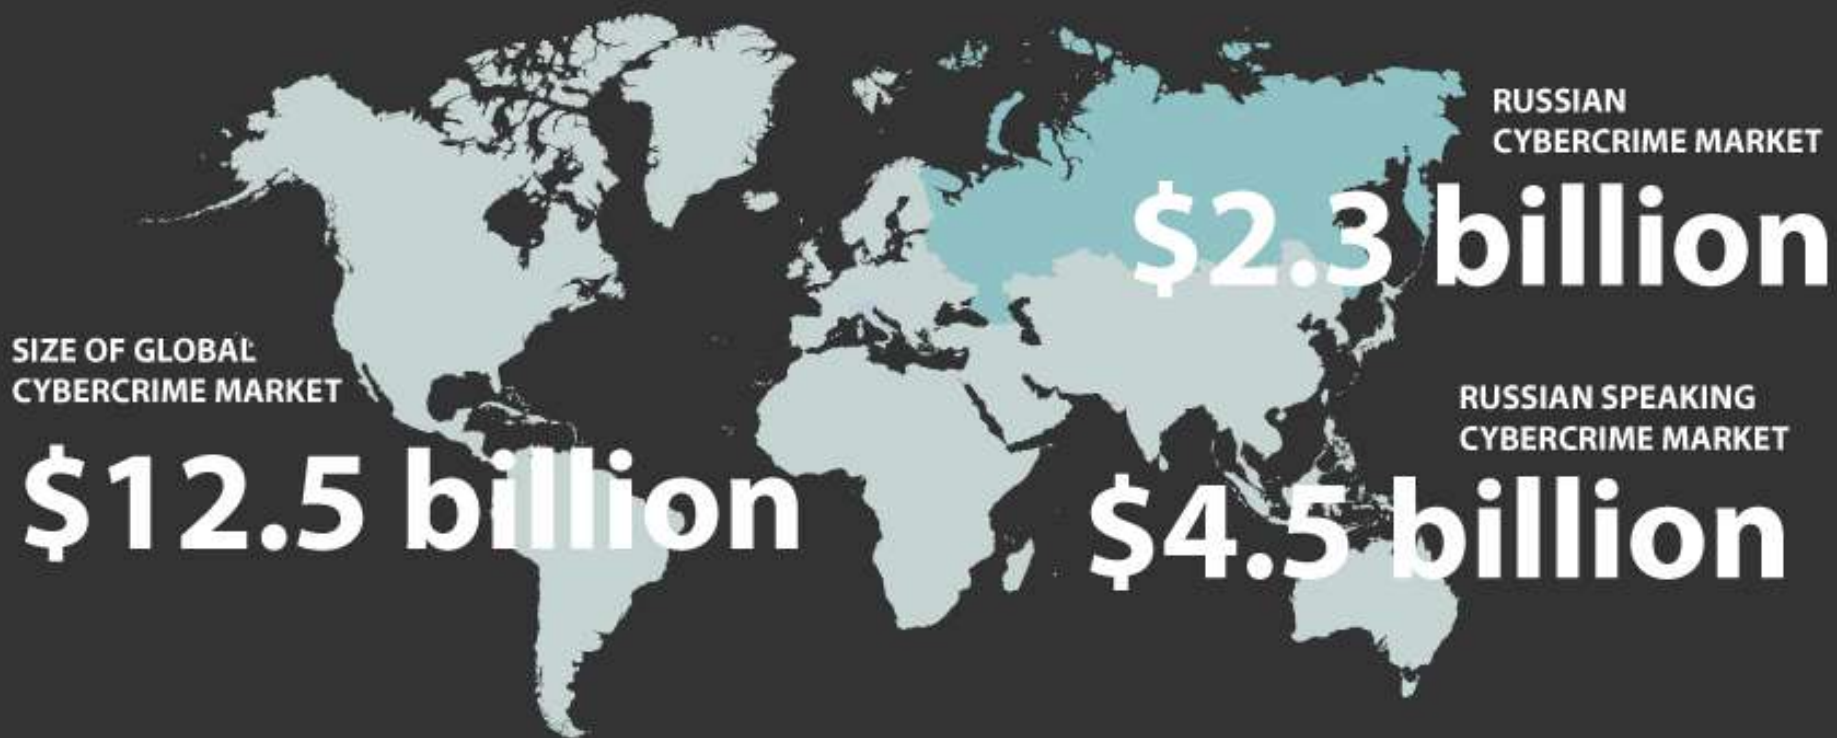 RUSSIAN
CYBERCRIME MARKET
$2.3 billion
SIZE OF GLOBAL
CYBERCRIME MARKET
$12.5 billion
RUSSIAN SPEAKING
CYBERCRIME MARKET
$4.5 billion